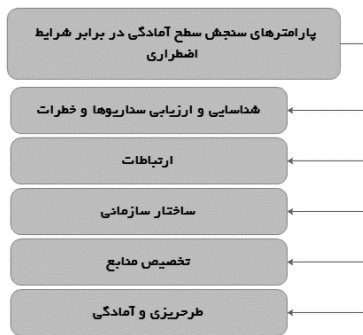 پارامترهای سنجش سطح آمادگی در برابر شرایط
اضطراری
شناسایی و ارزیابی سناریوها و خطرات
ارتباطات
ساختار سازمانی
تخصیص منابع
طرحریزی و آمادگی